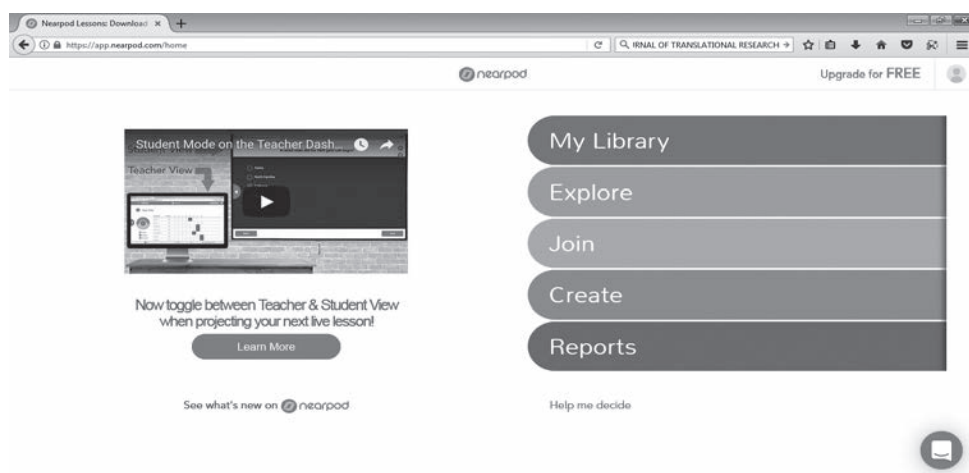 Nearpod Lessons: Download
https://app.nearpod.com/home
IRNAL OF TRANSLATIONAL RESEARCH
nearpod
Upgrade for FREE
Student Mode on the Teacher Dash...
Teacher View
Now toggle between Teacher & Student View
when projecting your next live lesson!
Learn More
See what's new on nearpod
My Library
Explore
Join
Create
Reports
Help me decide